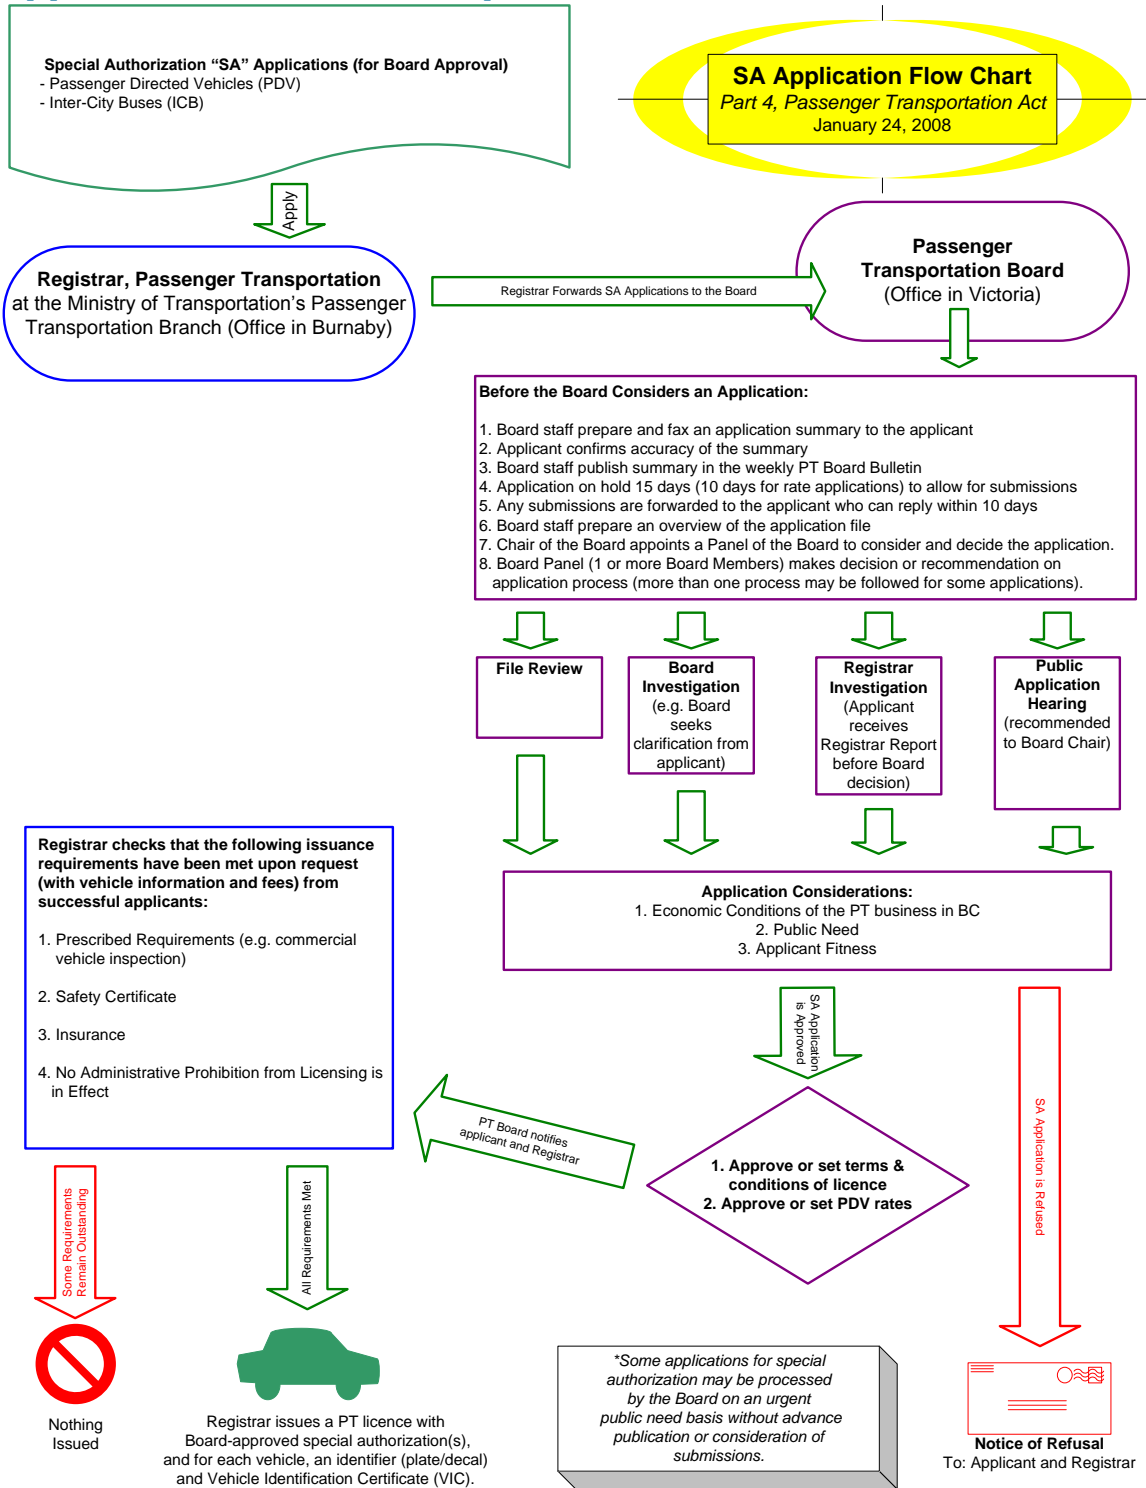 Special Authorization “SA” Applications (for Board Approval)
- Passenger Directed Vehicles (PDV)
- Inter-City Buses (ICB)
SA Application Flow Chart
Part 4, Passenger Transportation Act
January 24, 2008
Apply
Registrar, Passenger Transportation
at the Ministry of Transportation’s Passenger
Transportation Branch (Office in Burnaby)
Registrar Forwards SA Applications to the Board
Passenger
Transportation Board
(Office in Victoria)
Before the Board Considers an Application:
1. Board staff prepare and fax an application summary to the applicant
2. Applicant confirms accuracy of the summary
3. Board staff publish summary in the weekly PT Board Bulletin
4. Application on hold 15 days (10 days for rate applications) to allow for submissions
5. Any submissions are forwarded to the applicant who can reply within 10 days
6. Board staff prepare an overview of the application file
7. Chair of the Board appoints a Panel of the Board to consider and decide the application.
8. Board Panel (1 or more Board Members) makes decision or recommendation on
application process (more than one process may be followed for some applications).
File Review
Board
Investigation
(e.g. Board
seeks
clarification from
applicant)
Registrar
Investigation
(Applicant
receives
Registrar Report
before Board
decision)
Public
Application
Hearing
(recommended
to Board Chair)
Application Considerations:
1. Economic Conditions of the PT business in BC
2. Public Need
3. Applicant Fitness
Registrar checks that the following issuance
requirements have been met upon request
(with vehicle information and fees) from
successful applicants:
1. Prescribed Requirements (e.g. commercial
vehicle inspection)
2. Safety Certificate
3. Insurance
4. No Administrative Prohibition from Licensing is
in Effect
SA Application
is Approved
SA Application is Refused
PT Board notifies
applicant and Registrar
1. Approve or set terms &
conditions of licence
2. Approve or set PDV rates
Some Requirements
Remain Outstanding
All Requirements Met
Nothing
Issued
Registrar issues a PT licence with
Board-approved special authorization(s),
and for each vehicle, an identifier (plate/decal)
and Vehicle Identification Certificate (VIC).
*Some applications for special
authorization may be processed
by the Board on an urgent
public need basis without advance
publication or consideration of
submissions.
Notice of Refusal
To: Applicant and Registrar